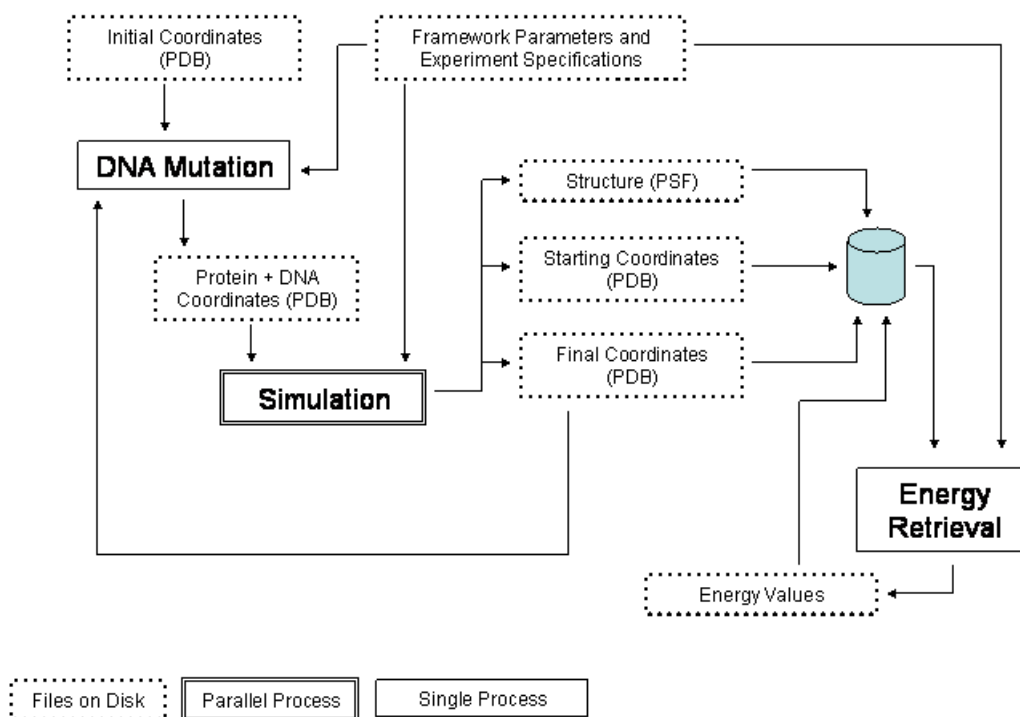 Initial Coordinates
(PDB)
Framework Parameters and
Experiment Specifications
DNA Mutation
Structure (PSF)
Protein + DNA
Coordinates (PDB)
Starting Coordinates
(PDB)
Final Coordinates
(PDB)
Simulation
Energy
Retrieval
Energy Values
Files on Disk
Parallel Process
Single Process